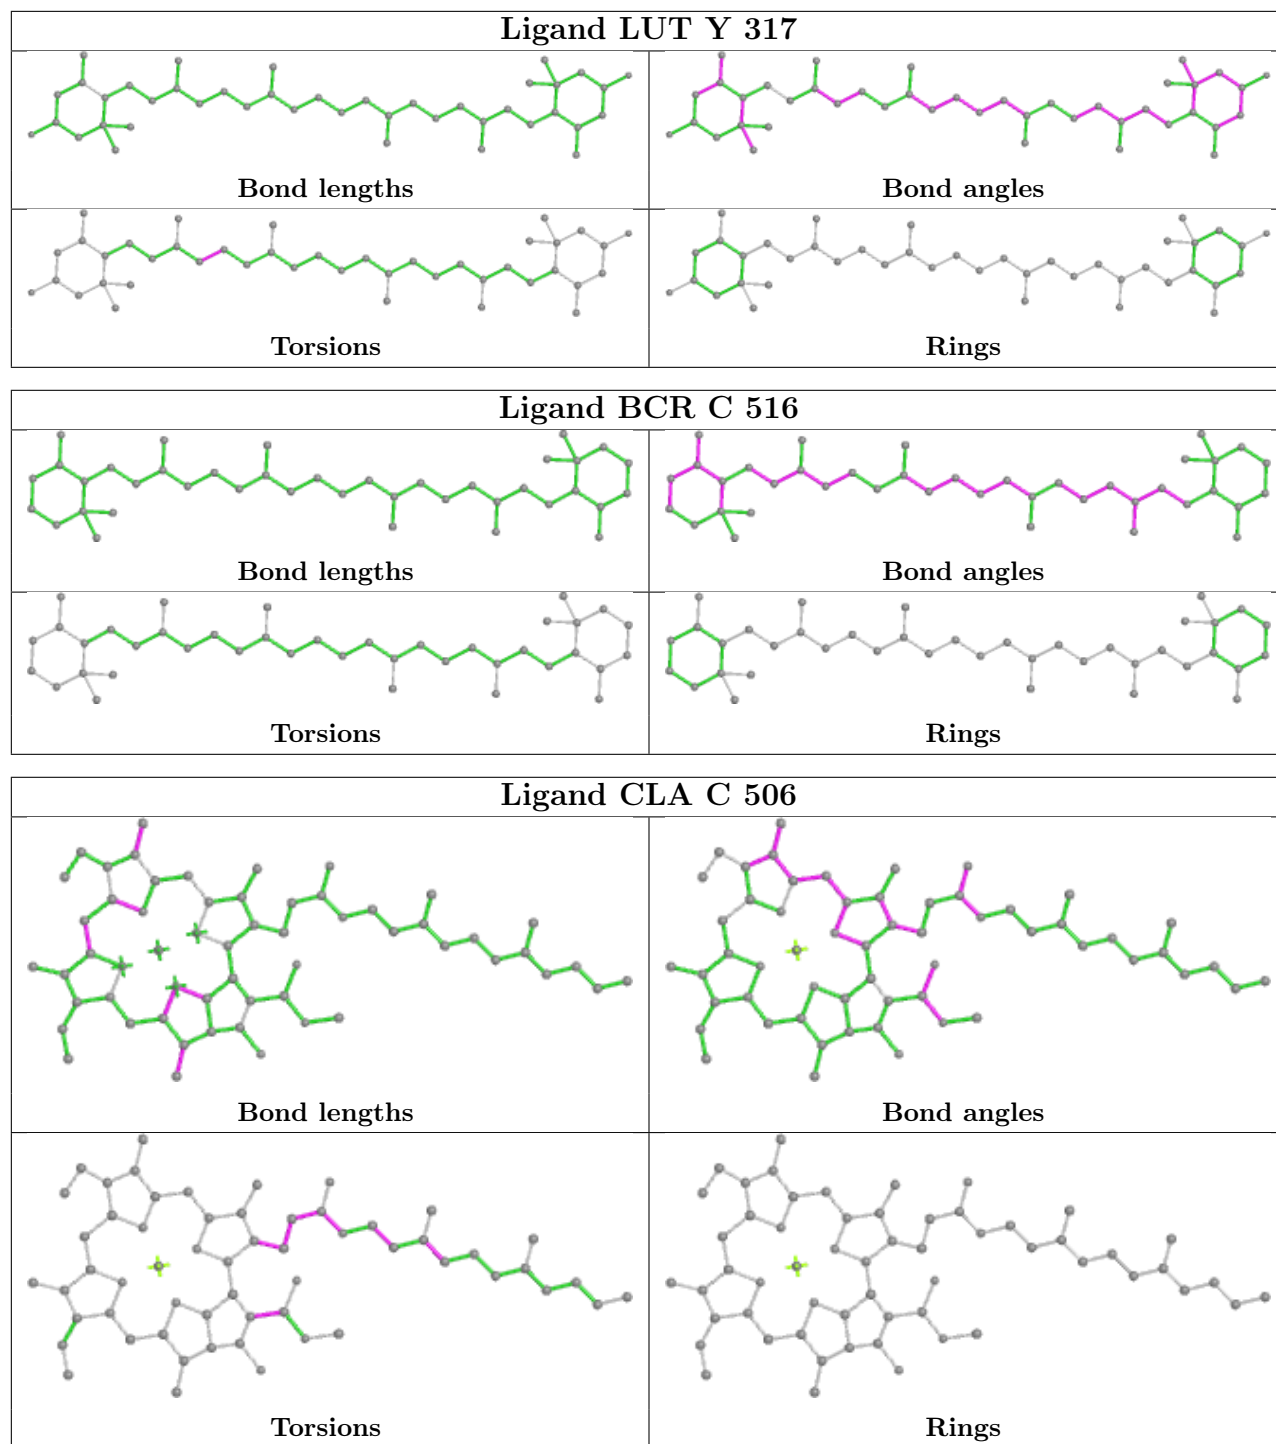 Ligand LUT Y 317
Bond lengths
Bond angles
Torsions
Rings
Ligand BCR C 516
Bond lengths
Bond angles
Torsions
Rings
Ligand CLA C 506
Bond lengths
Bond angles
Torsions
Rings